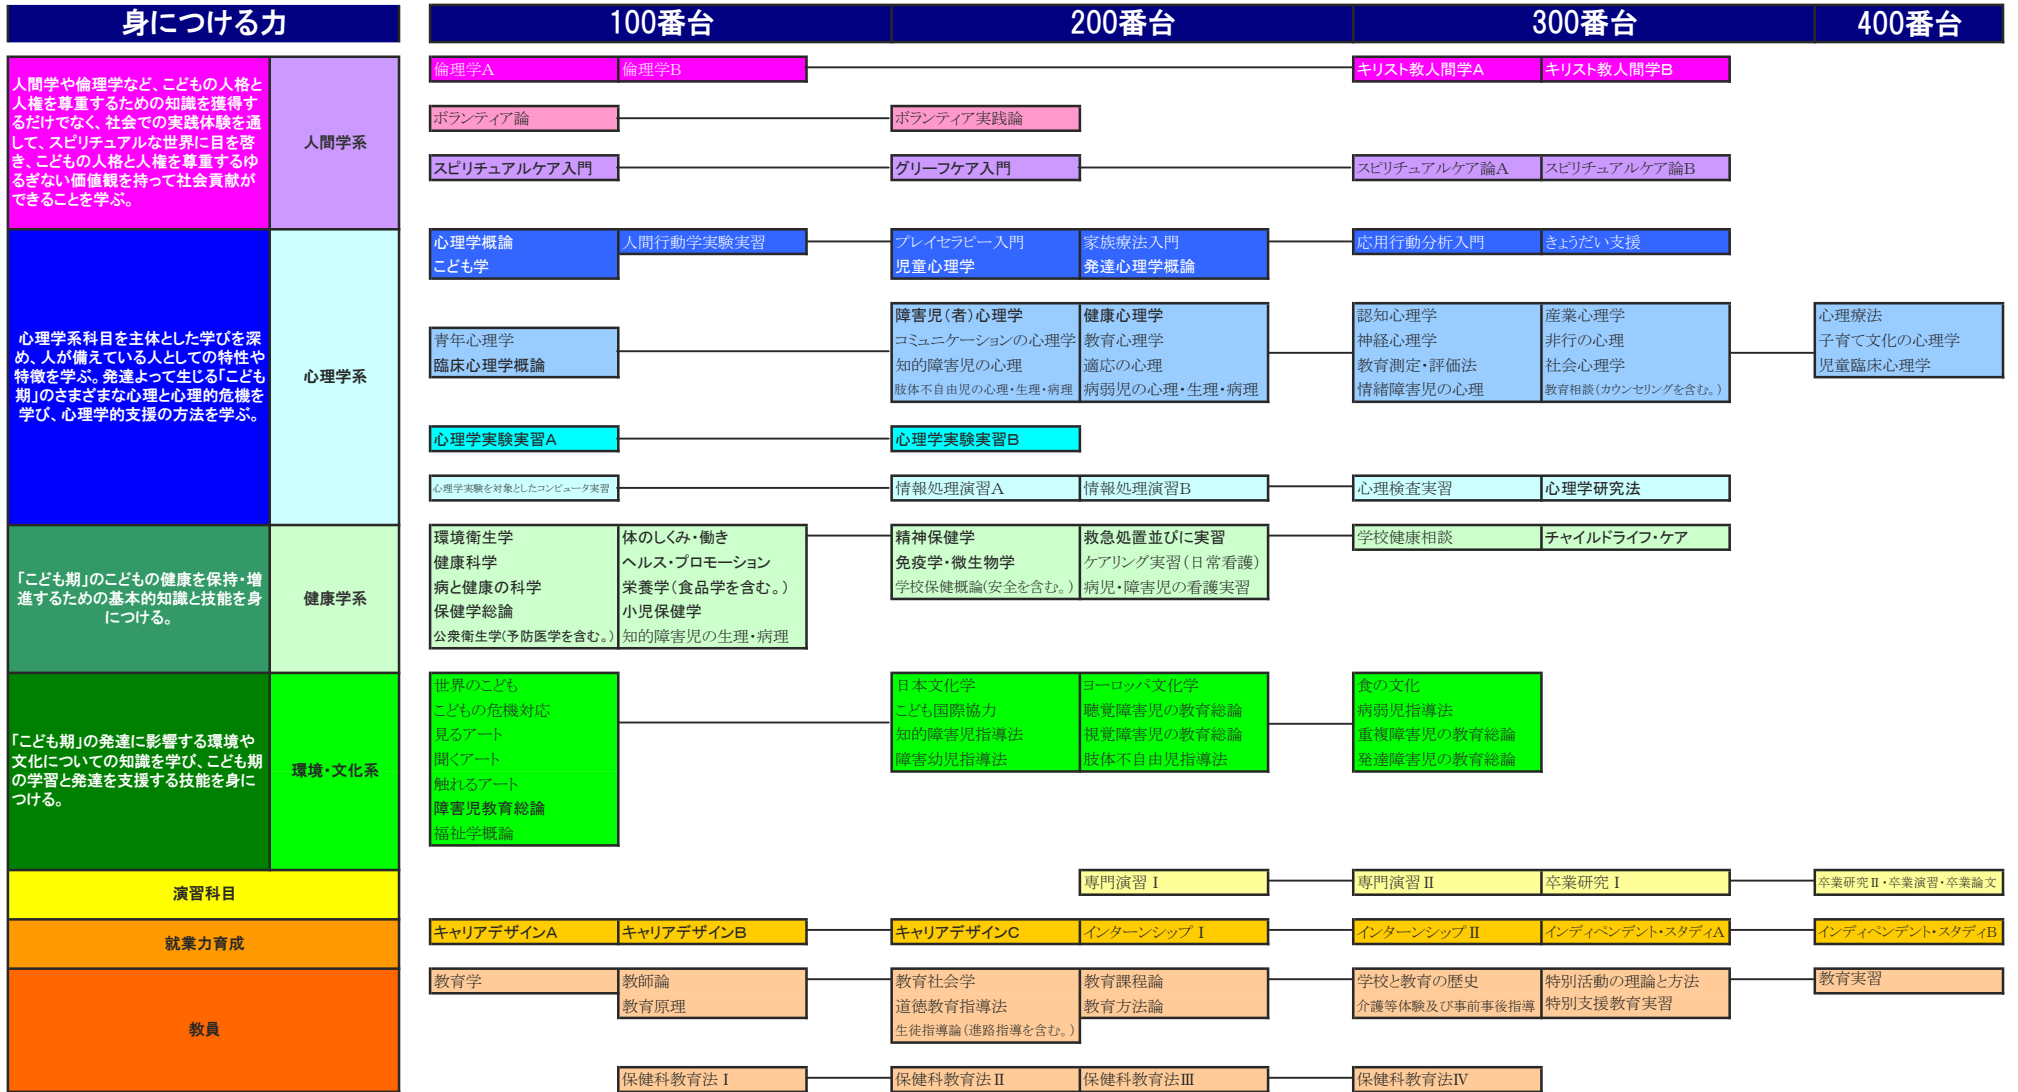 身につける力
100番台
200番台
300番台
400番台
人間学や倫理学など、こどもの人格と
人権を尊重するための知識を獲得す
るだけでなく、社会での実践体験を通
して、スピリチュアルな世界に目を啓
き、こどもの人格と人権を尊重するゆ
るぎない価値観を持って社会貢献が
できることを学ぶ。
人間学系
倫理学A
倫理学B
キリスト教人間学A
キリスト教人間学B
ボランティア論
ボランティア実践論
スピリチュアルケア入門
グリーフケア入門
スピリチュアルケア論A
スピリチュアルケア論B
心理学系科目を主体とした学びを深
め、人が備えている人としての特性や
特徴を学ぶ。発達よって生じる「こども
期」のさまざまな心理と心理的危機を
学び、心理学的支援の方法を学ぶ。
心理学系
心理学概論
人間行動学実験実習
プレイセラピー入門
家族療法入門
応用行動分析入門
きょうだい支援
こども学
児童心理学
発達心理学概論
青年心理学
臨床心理学概論
障害児(者)心理学
健康心理学
コミュニケーションの心理学
教育心理学
知的障害児の心理
適応の心理
肢体不自由児の心理・生理・病理
病弱児の心理・生理・病理
認知心理学
産業心理学
神経心理学
非行の心理
教育測定・評価法
社会心理学
情緒障害児の心理
教育相談(カウンセリングを含む。)
心理療法
子育て文化の心理学
児童臨床心理学
心理学実験実習A
心理学実験実習B
心理学実験を対象としたコンピュータ実習
情報処理演習A
情報処理演習B
心理検査実習
心理学研究法
「こども期」のこどもの健康を保持・増
進するための基本的知識と技能を身
につける。
健康学系
環境衛生学
体のしくみ・働き
健康科学
ヘルス・プロモーション
病と健康の科学
栄養学(食品学を含む。)
保健学総論
小児保健学
公衆衛生学(予防医学を含む。)
知的障害児の生理・病理
精神保健学
救急処置並びに実習
免疫学・微生物学
ケアリング実習(日常看護)
学校保健概論(安全を含む。)
病児・障害児の看護実習
学校健康相談
チャイルドライフ・ケア
「こども期」の発達に影響する環境や
文化についての知識を学び、こども期
の学習と発達を支援する技能を身に
つける。
環境・文化系
世界のこども
こどもの危機対応
見るアート
聞くアート
触れるアート
障害児教育総論
福祉学概論
日本文化学
ヨーロッパ文化学
こども国際協力
聴覚障害児の教育総論
知的障害児指導法
視覚障害児の教育総論
障害幼児指導法
肢体不自由児指導法
食の文化
病弱児指導法
重複障害児の教育総論
発達障害児の教育総論
演習科目
専門演習Ⅰ
専門演習Ⅱ
卒業研究Ⅰ
卒業研究Ⅱ・卒業演習・卒業論文
就業力育成
キャリアデザインA
キャリアデザインB
キャリアデザインC
インターンシップⅠ
インターンシップⅡ
インディペンデント・スタディA
インディペンデント・スタディB
教員
教育学
教師論
教育原理
教育社会学
教育課程論
道徳教育指導法
教育方法論
生徒指導論(進路指導を含む。)
学校と教育の歴史
特別活動の理論と方法
介護等体験及び事前事後指導
特別支援教育実習
教育実習
保健科教育法Ⅰ
保健科教育法Ⅱ
保健科教育法Ⅲ
保健科教育法Ⅳ